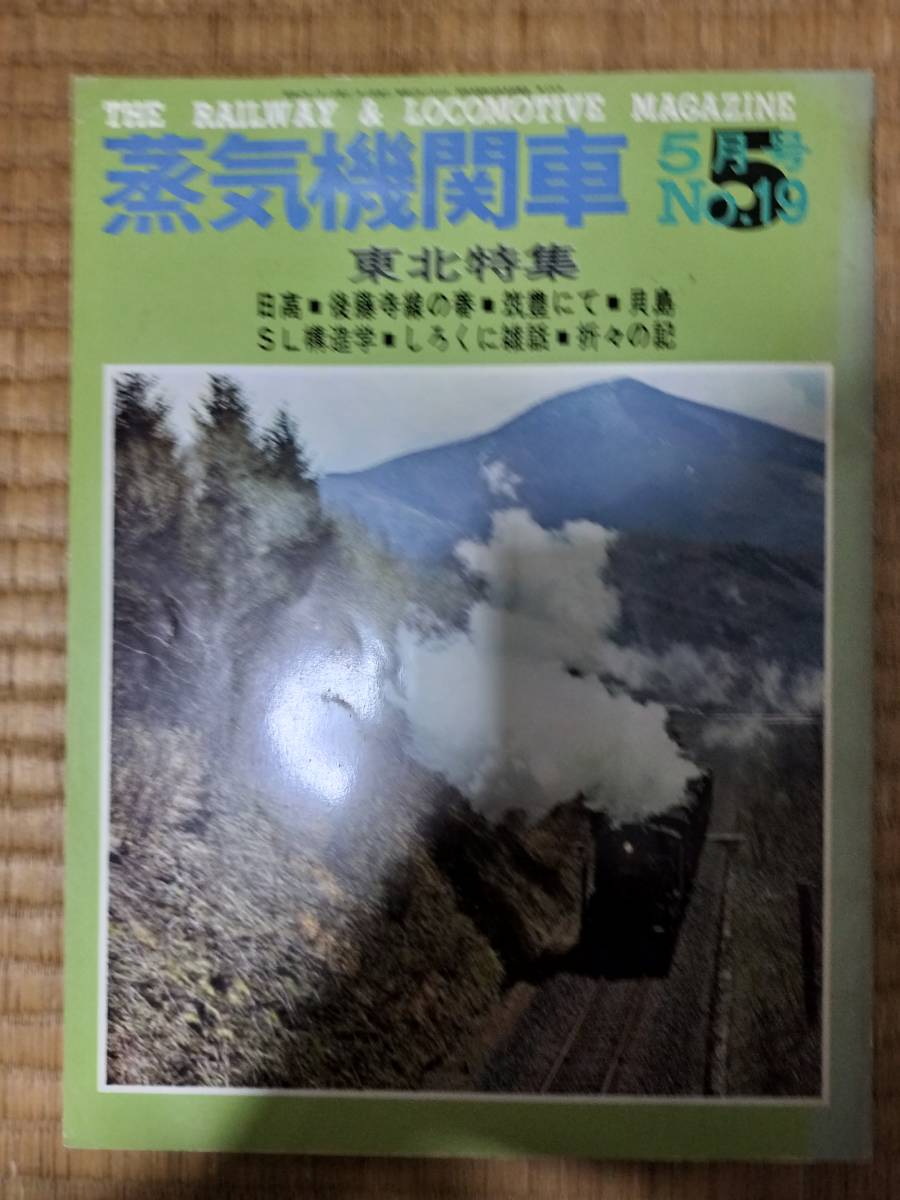 THE RAILWAY & LOCOMOTIVE MAGAZINE
蒸気機関車
5月号
5
No.19
東北特集
日高■後藤寺線の春■筑豊にて■貝島
SL構造学■しろくに雑話■折々の記